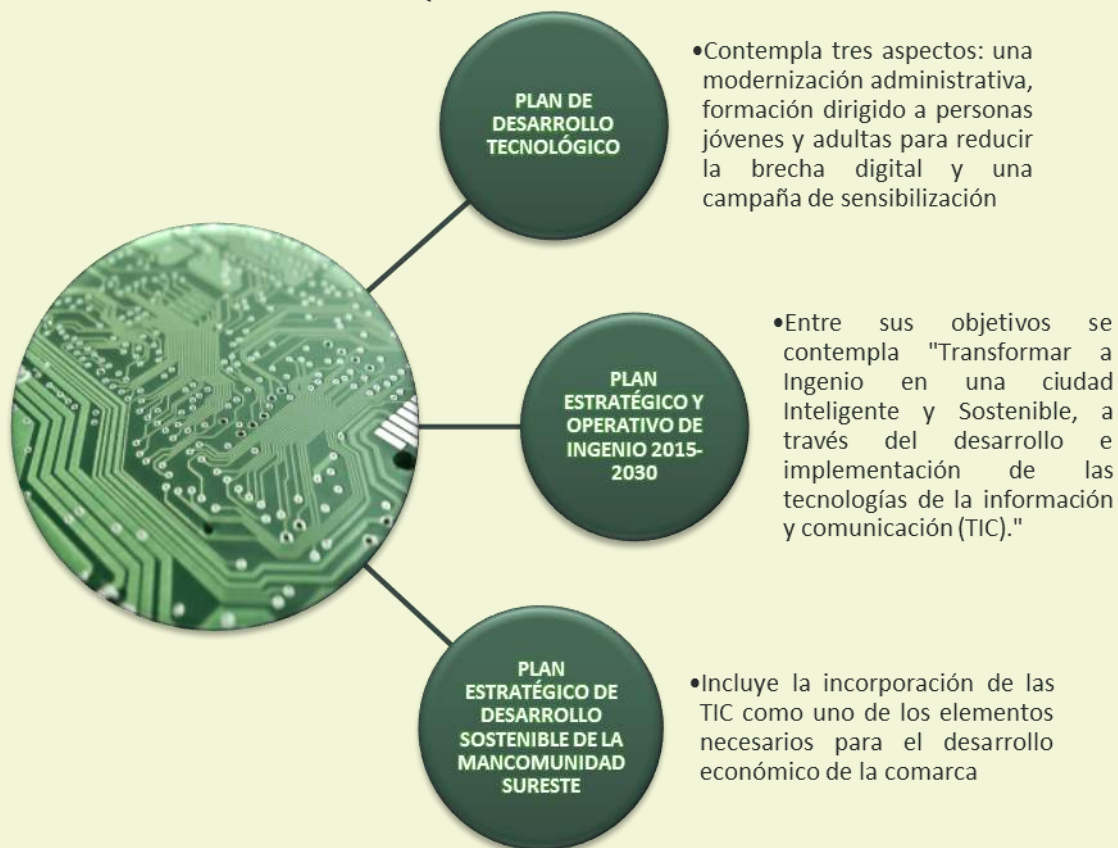 PLAN DE
DESARROLLO
TECNOLÓGICO
•Contempla tres aspectos: una
modernización administrativa,
formación dirigido a personas
jóvenes y adultas para reducir
la brecha digital y una
campaña de sensibilización
PLAN
ESTRATÉGICO Y
OPERATIVO DE
INGENIO 2015-
2030
•Entre sus objetivos se
contempla "Transformar a
Ingenio en una ciudad
Inteligente y Sostenible, a
través del desarrollo e
implementación de las
tecnologías de la información
y comunicación (TIC)."
PLAN
ESTRATÉGICO DE
DESARROLLO
SOSTENIBLE DE LA
MANCOMUNIDAD
SURESTE
•Incluye la incorporación de las
TIC como uno de los elementos
necesarios para el desarrollo
económico de la comarca